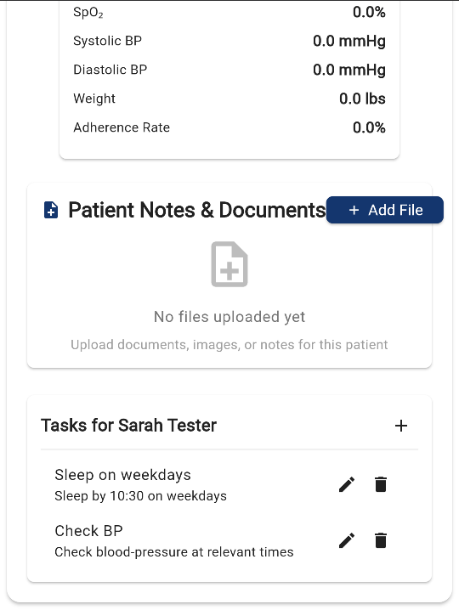 SpO₂ 0.0%
Systolic BP 0.0 mmHg
Diastolic BP 0.0 mmHg
Weight 0.0 lbs
Adherence Rate 0.0%
Patient Notes & Documents + Add File
No files uploaded yet
Upload documents, images, or notes for this patient
Tasks for Sarah Tester +
Sleep on weekdays
Sleep by 10:30 on weekdays
Check BP
Check blood-pressure at relevant times